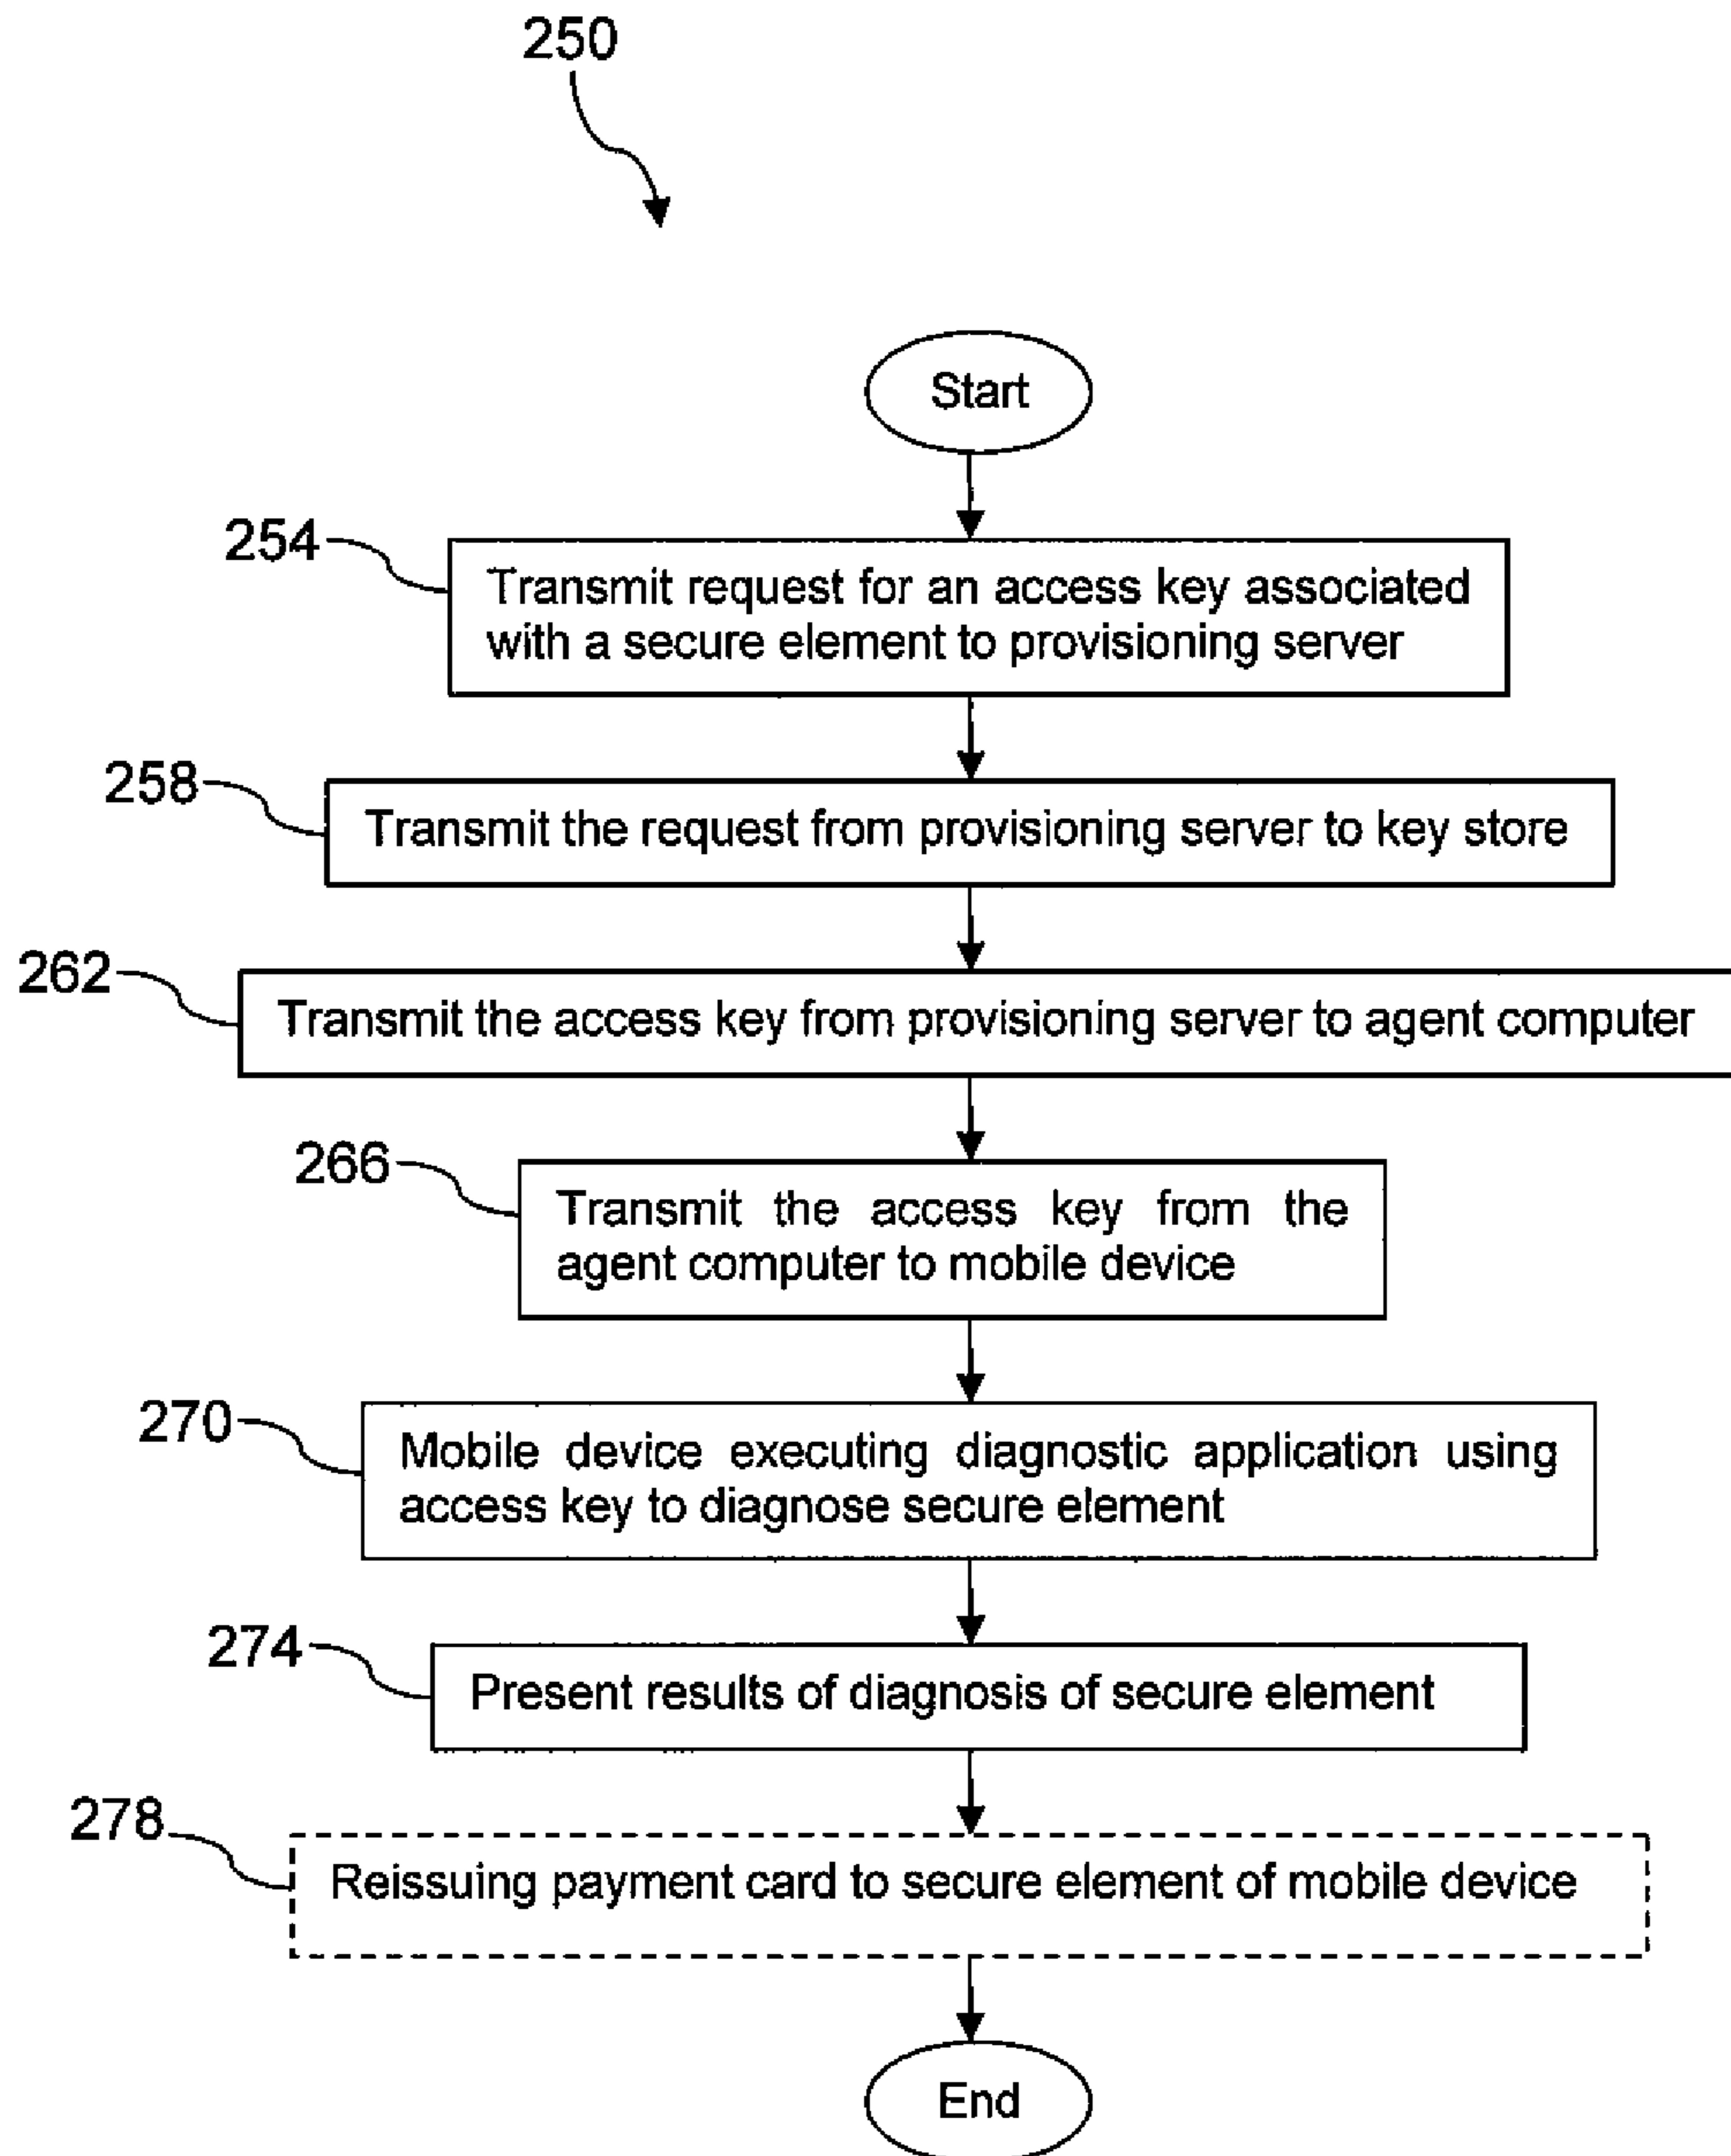 250
Start
254
Transmit request for an access key associated
with a secure element to provisioning server
258
Transmit the request from provisioning server to key store
262
Transmit the access key from provisioning server to agent computer
266
Transmit the access key from the
agent computer to mobile device
270
Mobile device executing diagnostic application using
access key to diagnose secure element
274
Present results of diagnosis of secure element
278
Reissuing payment card to secure element of mobile device
End